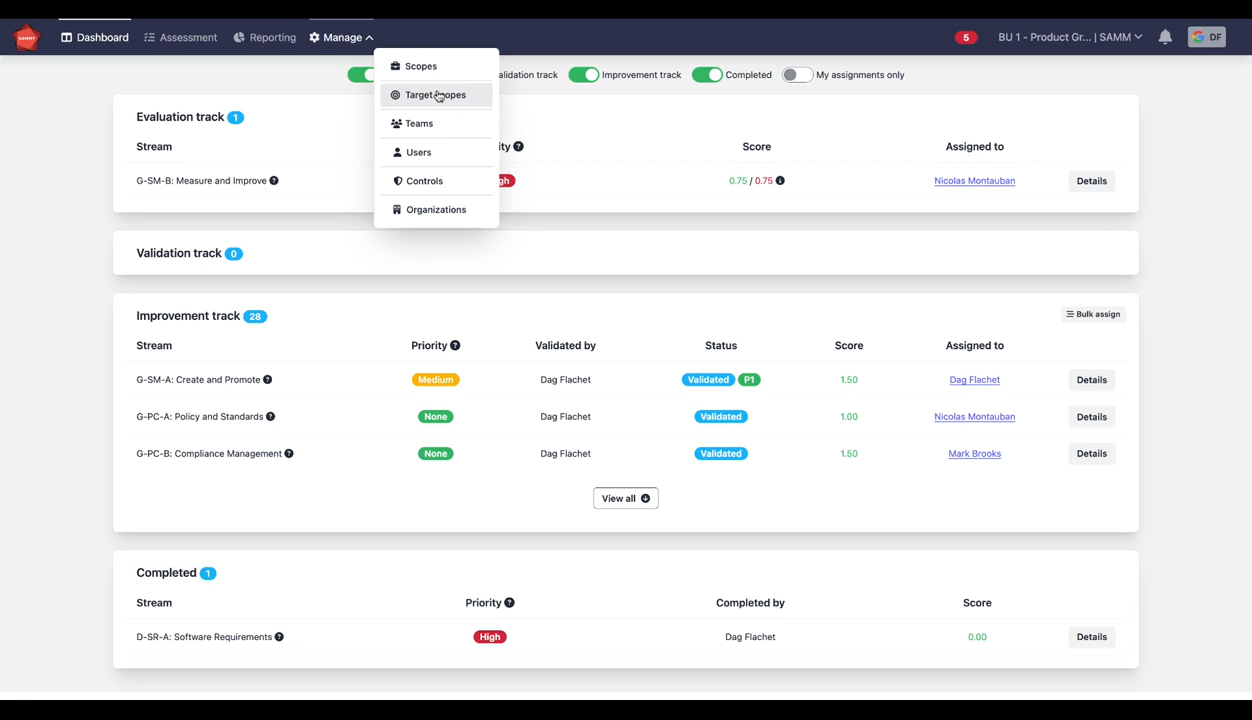 SAMMY Dashboard Assessment Reporting Manage 5 BU 1 - Product Gr... | SAMM DF
Scopes
Target Scopes
Teams
Users
Controls
Organizations
alidation track Improvement track Completed My assignments only
Evaluation track 1
Stream ity ? Score Assigned to
G-SM-B: Measure and Improve ? gh 0.75 / 0.75 Nicolas Montauban Details
Validation track 0
Improvement track 28 Bulk assign
Stream Priority ? Validated by Status Score Assigned to
G-SM-A: Create and Promote ? Medium Dag Flachet Validated P1 1.50 Dag Flachet Details
G-PC-A: Policy and Standards ? None Dag Flachet Validated 1.00 Nicolas Montauban Details
G-PC-B: Compliance Management ? None Dag Flachet Validated 1.50 Mark Brooks Details
View all
Completed 1
Stream Priority ? Completed by Score
D-SR-A: Software Requirements ? High Dag Flachet 0.00 Details